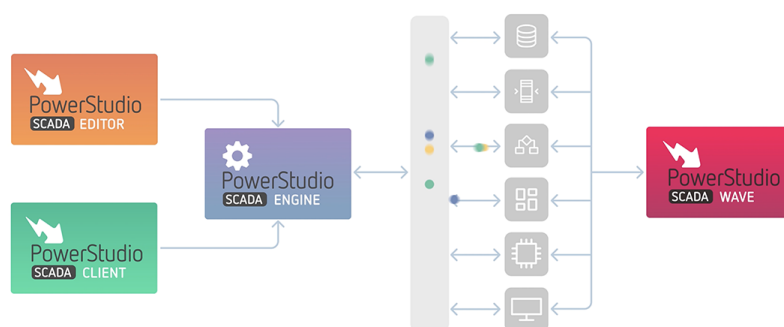 PowerStudio
SCADA EDITOR
PowerStudio
SCADA ENGINE
PowerStudio
SCADA CLIENT
PowerStudio
SCADA WAVE